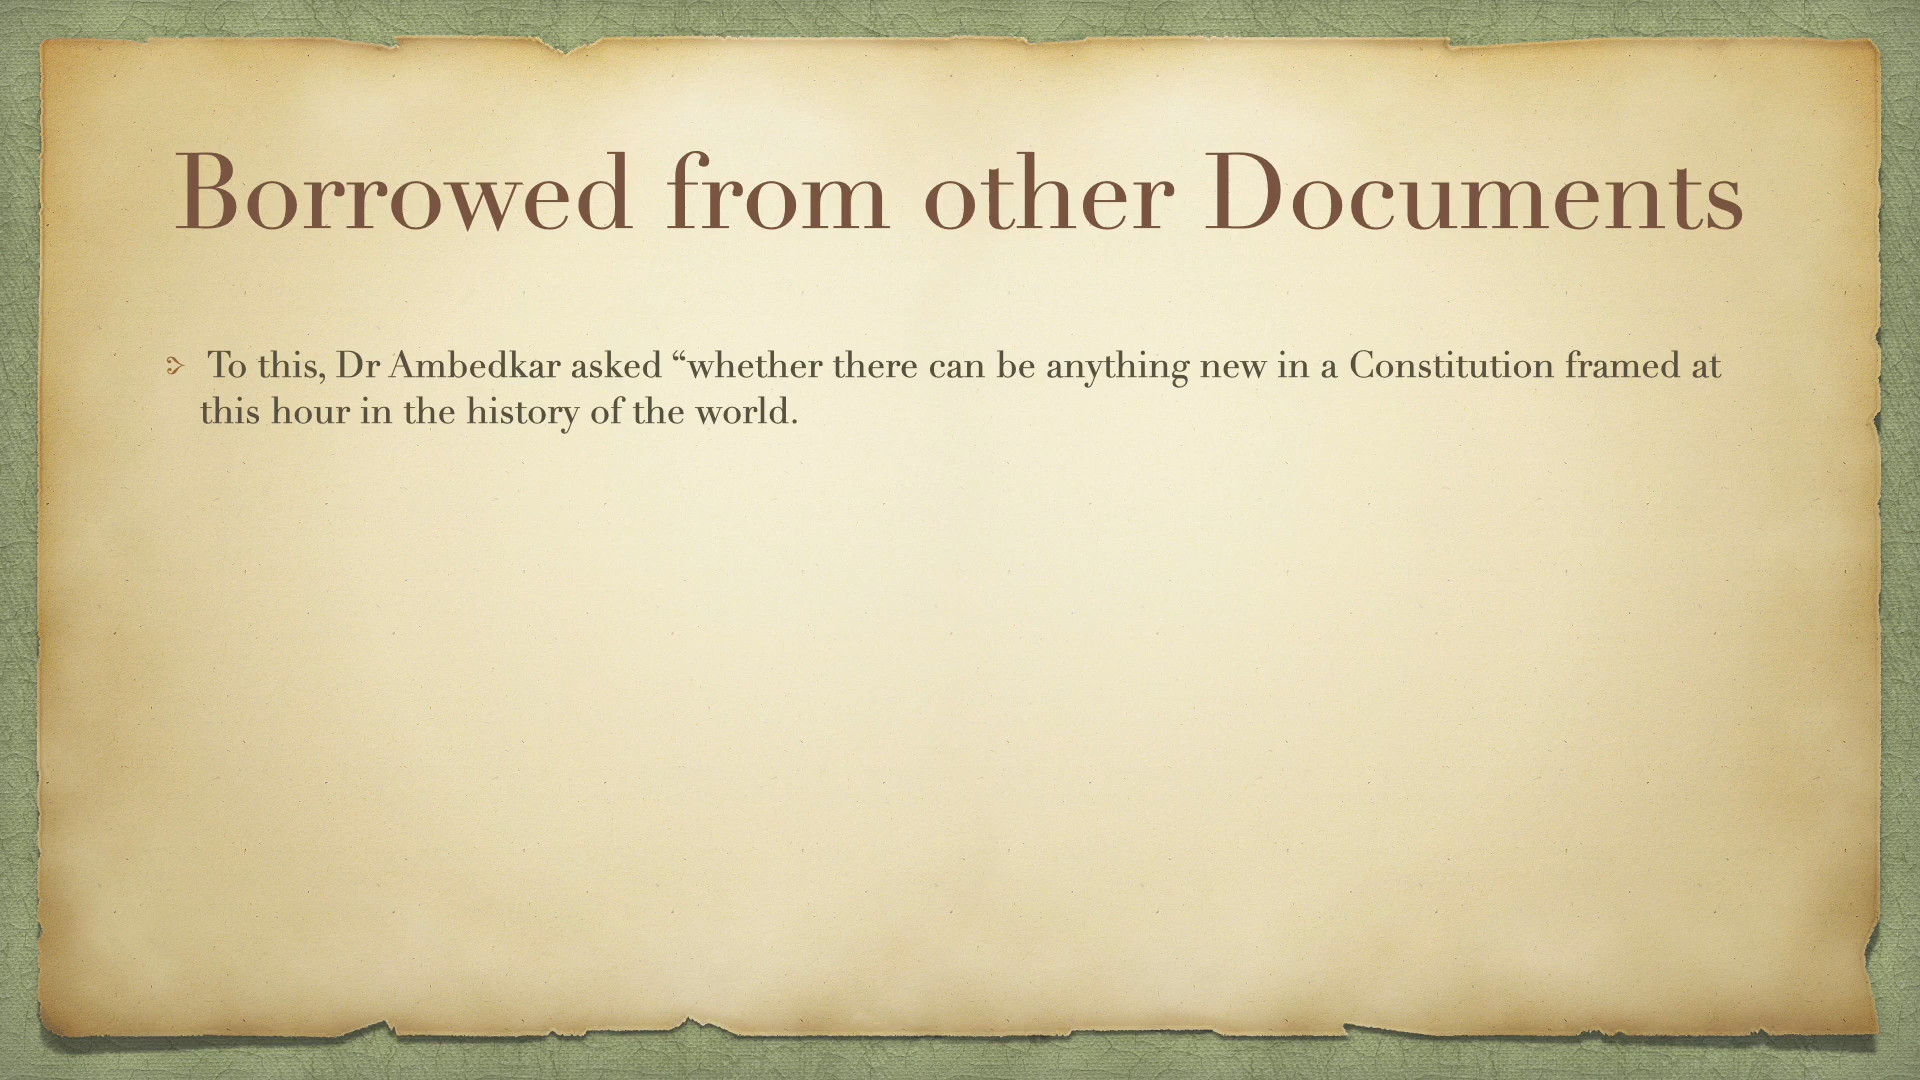 Borrowed from other Documents
To this, Dr Ambedkar asked “whether there can be anything new in a Constitution framed at
this hour in the history of the world.